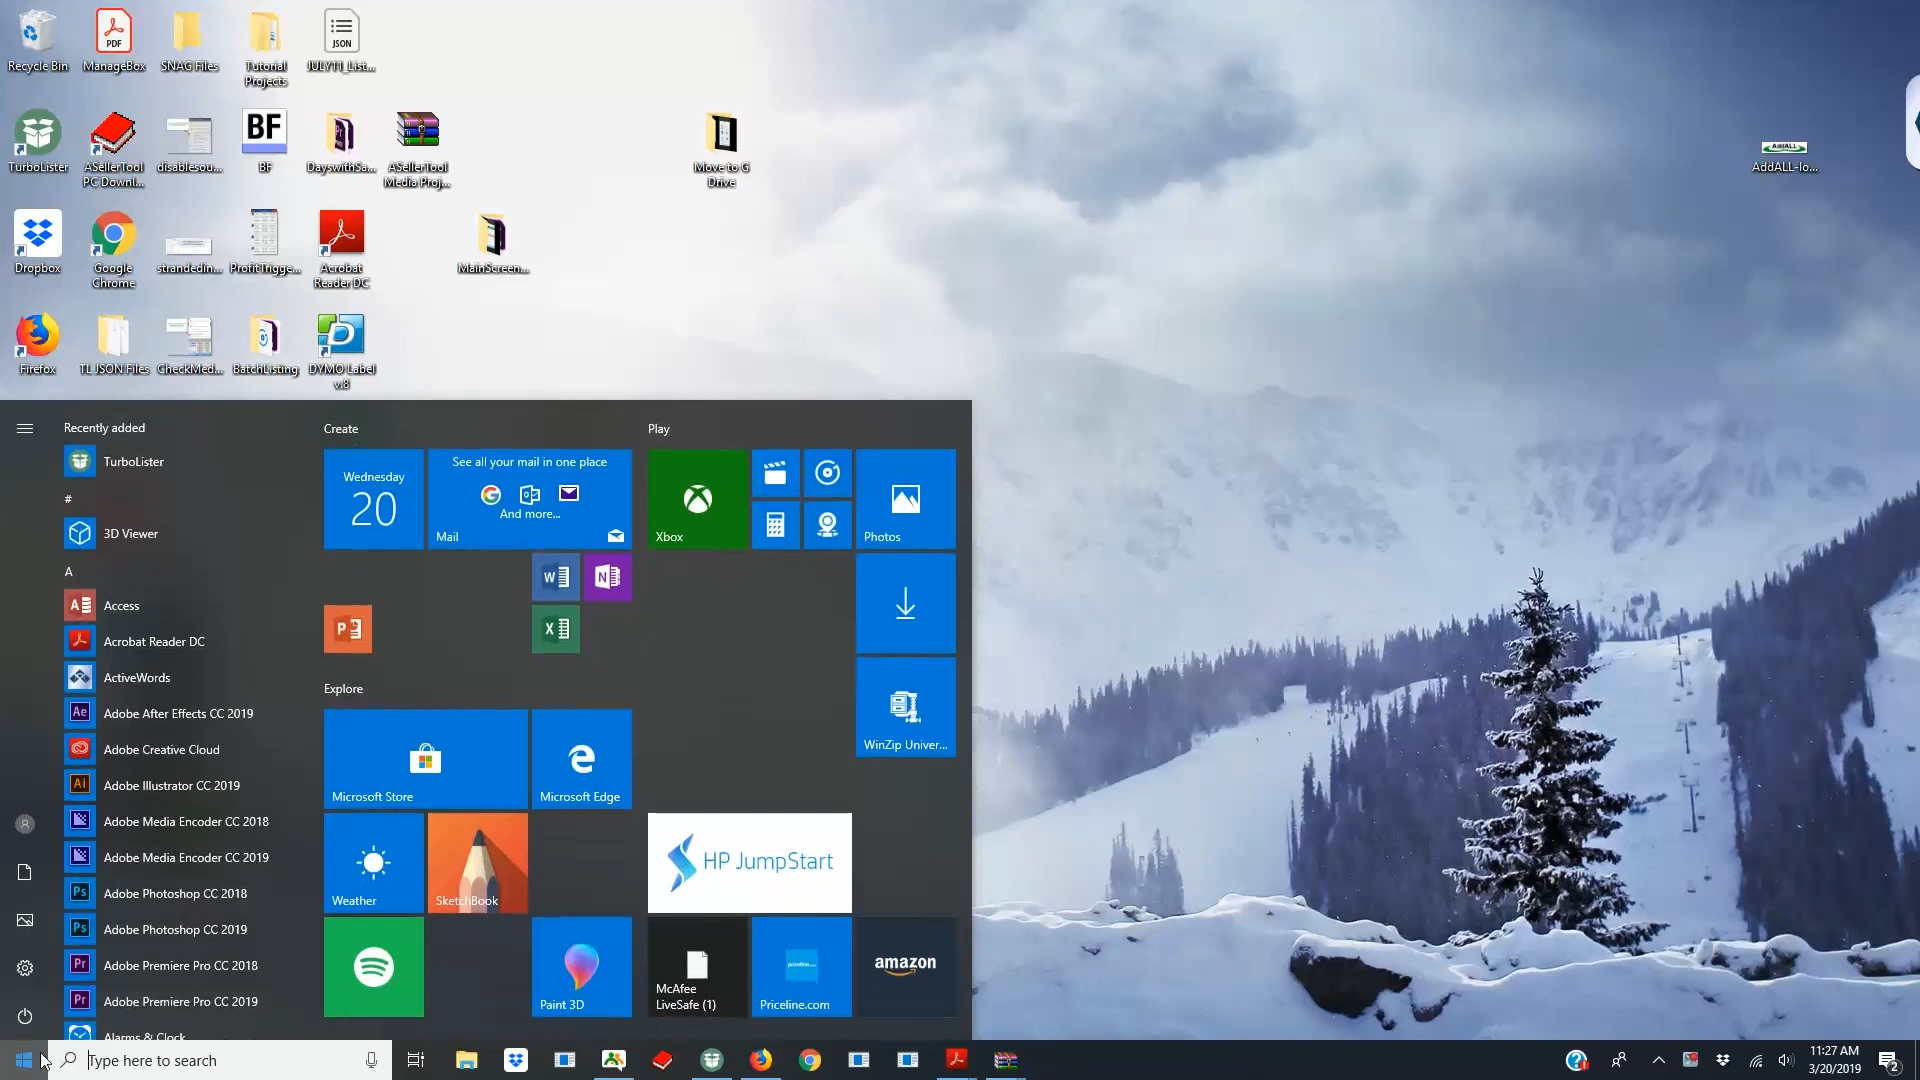 Recycle Bin
ManageBox
SNAG Files
Tutorial
Projects
JULY11_List...
PDF
JSON
TurboLister
ASellerTool
PC Downl...
disablesou...
BF
BF
DayswithSa...
ASellerTool
Media Proj...
Move to G
Drive
AddALL
AddALL-lo...
Dropbox
Google
Chrome
strandedin...
ProfitTrigge...
Acrobat
Reader DC
MainScreen...
Firefox
TL JSON Files
CheckMed...
BatchListing
DYMO Label
v.8
Recently added
TurboLister
#
3D Viewer
A
Access
Acrobat Reader DC
ActiveWords
Adobe After Effects CC 2019
Adobe Creative Cloud
Adobe Illustrator CC 2019
Adobe Media Encoder CC 2018
Adobe Media Encoder CC 2019
Adobe Photoshop CC 2018
Adobe Photoshop CC 2019
Adobe Premiere Pro CC 2018
Adobe Premiere Pro CC 2019
Alarms & Clock
Create
Wednesday
20
See all your mail in one place
And more...
Mail
Explore
Microsoft Store
Microsoft Edge
Weather
SketchBook
Paint 3D
Play
Xbox
Photos
WinZip Univer...
HP JumpStart
McAfee
LiveSafe (1)
priceline.com
Priceline.com
amazon
Type here to search
11:27 AM
3/20/2019
2